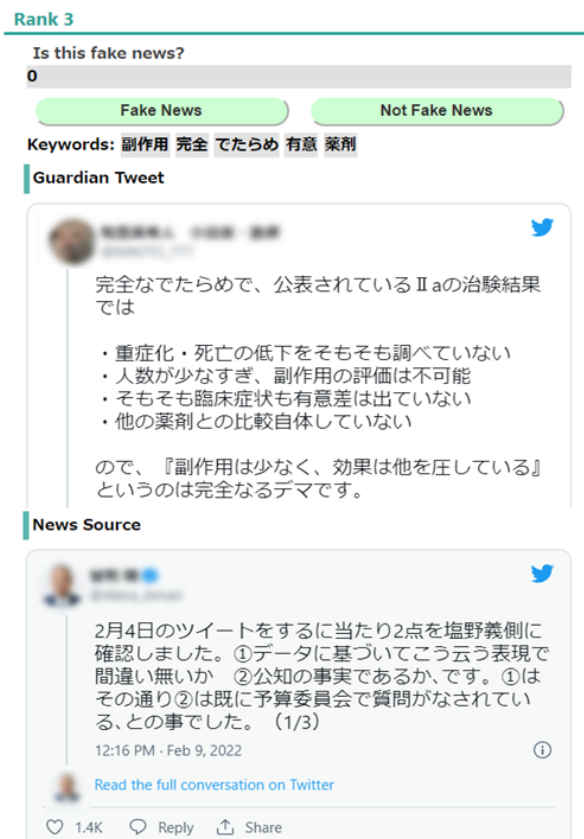 Rank 3
Is this fake news?
0
Fake News
Not Fake News
Keywords: 副作用 完全 でたらめ 有意 薬剤
Guardian Tweet
完全なでたらめで、公表されているⅡaの治験結果
では
・重症化・死亡の低下をそもそも調べていない
・人数が少なすぎ、副作用の評価は不可能
・そもそも臨床症状も有意差は出ていない
・他の薬剤との比較自体していない
ので、『副作用は少なく、効果は他を圧している』
というのは完全なるデマです。
News Source
2月4日のツイートをするに当たり2点を塩野義側に
確認しました。①データに基づいてこう云う表現で
間違い無いか　②公知の事実であるか、です。①は
その通り②は既に予算委員会で質問がなされてい
る、との事でした。（1/3）
12:16 PM · Feb 9, 2022
Read the full conversation on Twitter
1.4K
Reply
Share